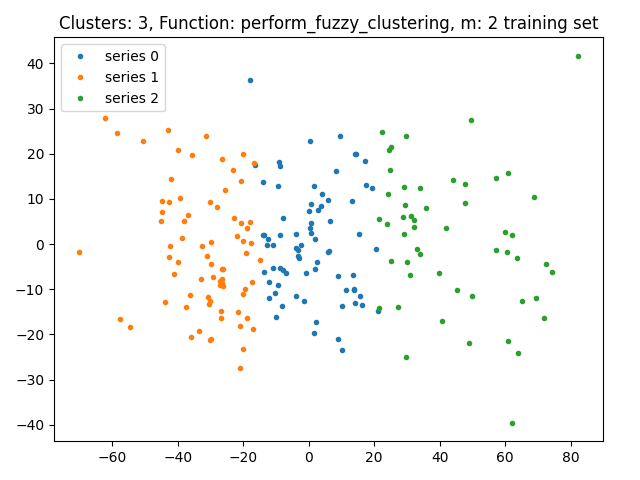 Clusters: 3, Function: perform_fuzzy_clustering, m: 2 training set
series 0
series 1
series 2
40
30
20
10
0
−10
−20
−30
−40
−60 −40 −20 0 20 40 60 80